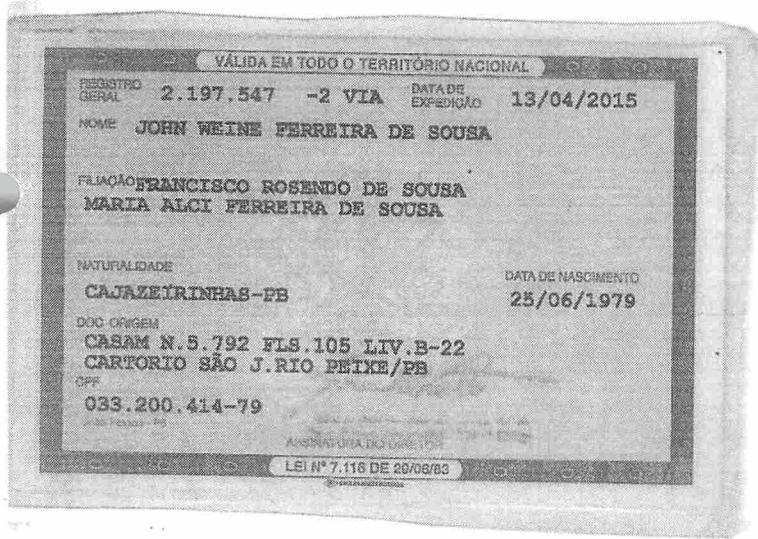 VÁLIDA EM TODO O TERRITÓRIO NACIONAL
REGISTRO GERAL 2.197.547 -2 VIA DATA DE EXPEDIÇÃO 13/04/2015
NOME JOHN WEINE FERREIRA DE SOUSA
FILIAÇÃO FRANCISCO ROSENDO DE SOUSA
MARIA ALCI FERREIRA DE SOUSA
NATURALIDADE DATA DE NASCIMENTO
CAJAZEIRINHAS-PB 25/06/1979
DOC ORIGEM
CASAM N.5.792 FLS.105 LIV.B-22
CARTORIO SÃO J.RIO PEIXE/PB
CPF
033.200.414-79
João Pessoa - PB
ASSINATURA DO DIRETOR
LEI Nº 7.116 DE 29/08/83